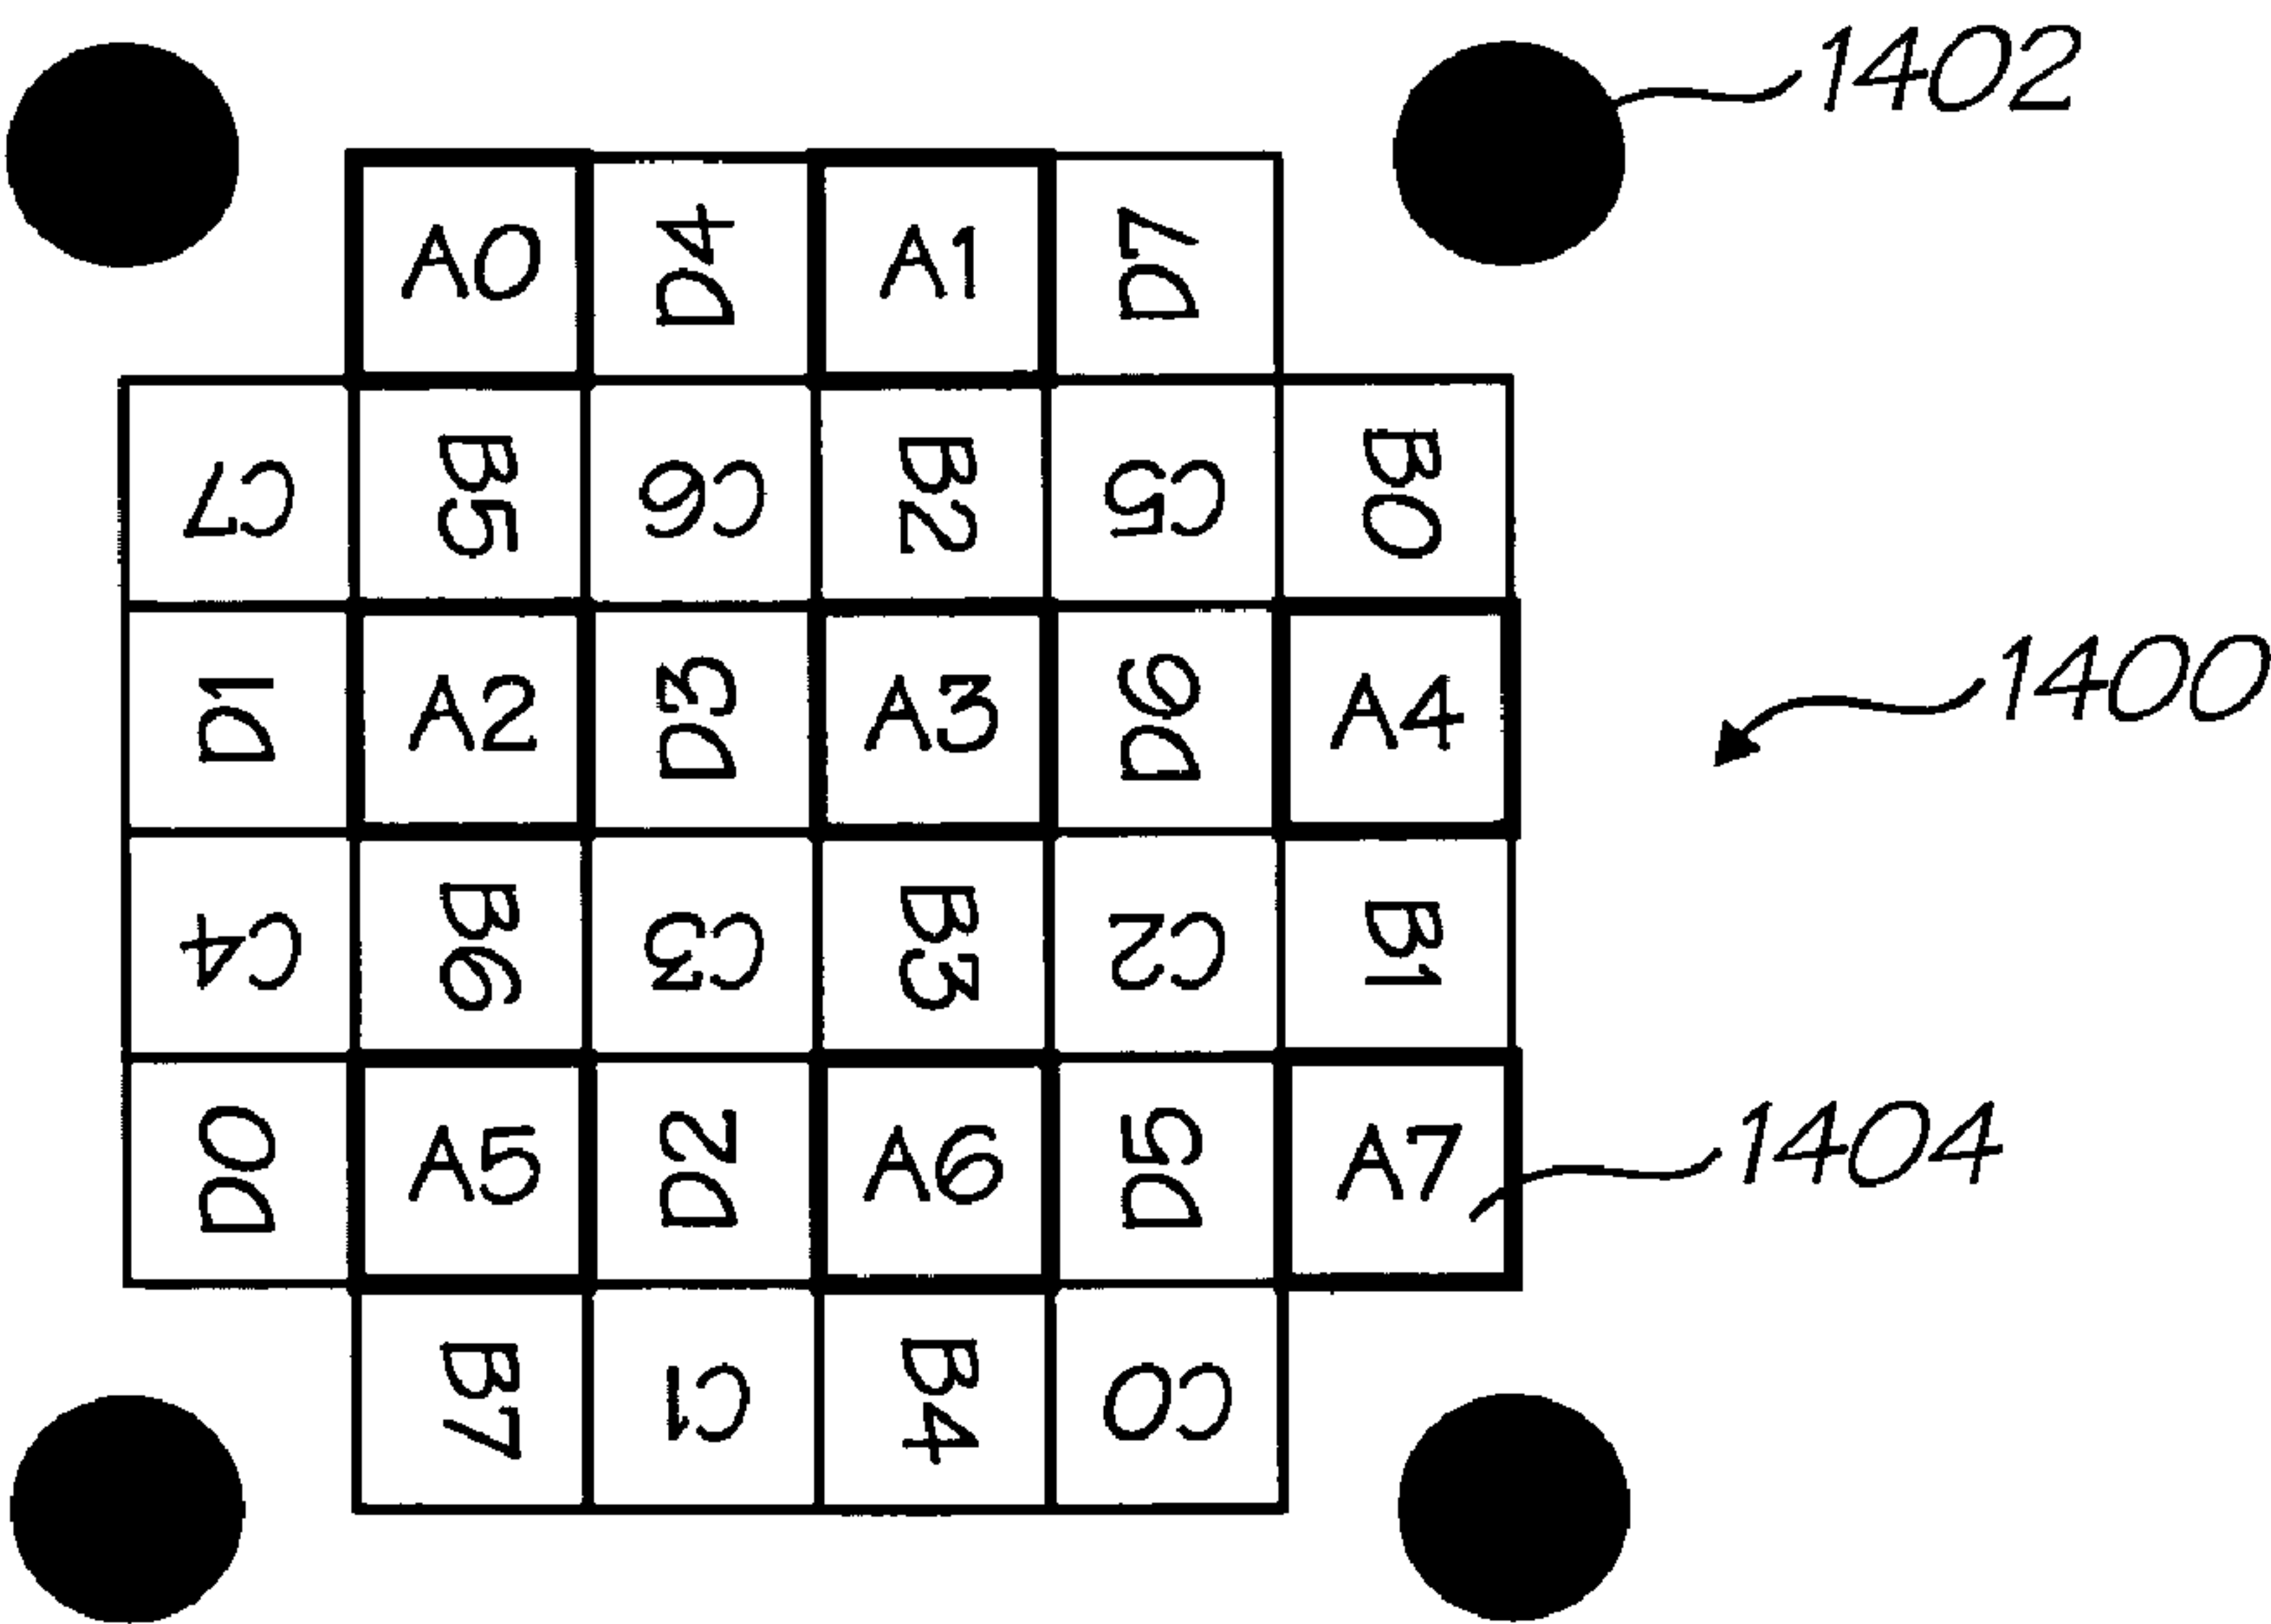 1402
A0 D4 A1 D7
C7 B5 C6 B2 C5 B0
D1 A2 D3 A3 D6 A4
1400
C4 B6 C3 B3 C2 B1
D0 A5 D2 A6 D5 A7
1404
B7 C1 B4 C0